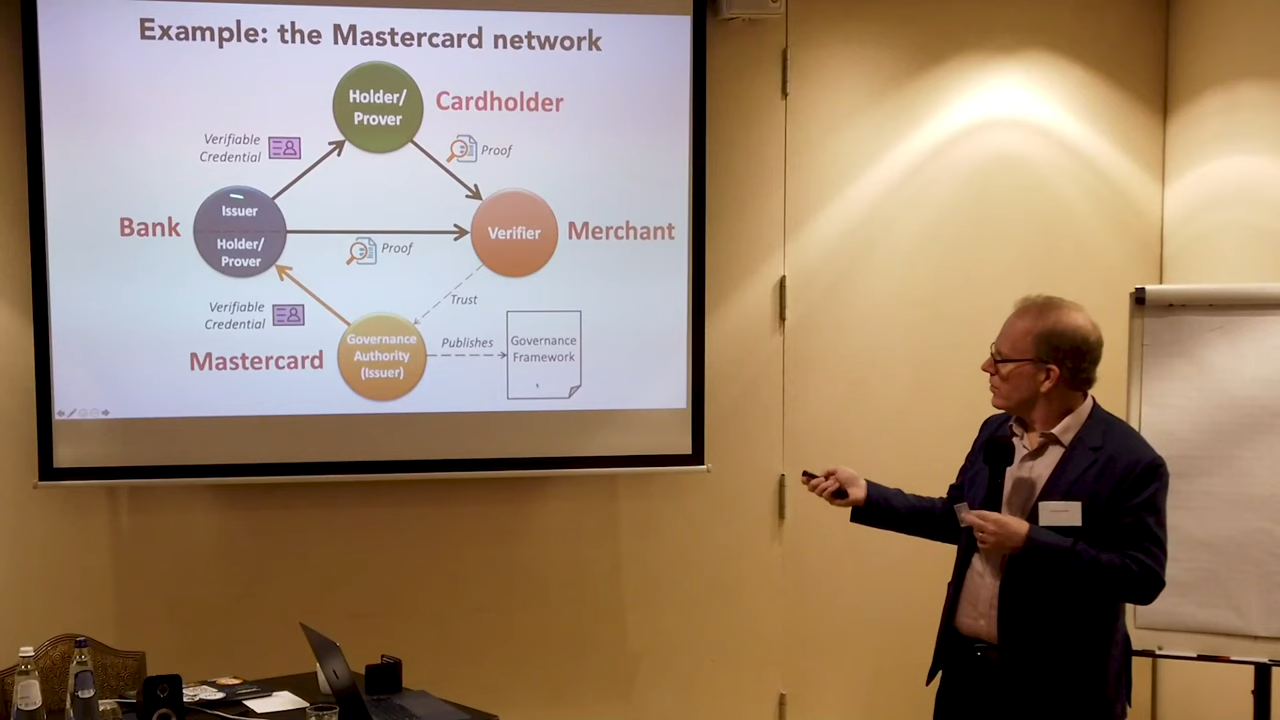 Example: the Mastercard network
Holder/
Prover
Cardholder
Verifiable
Credential
Proof
Bank
Issuer
Holder/
Prover
Proof
Verifier
Merchant
Verifiable
Credential
Trust
Mastercard
Governance
Authority
(Issuer)
Publishes
Governance
Framework